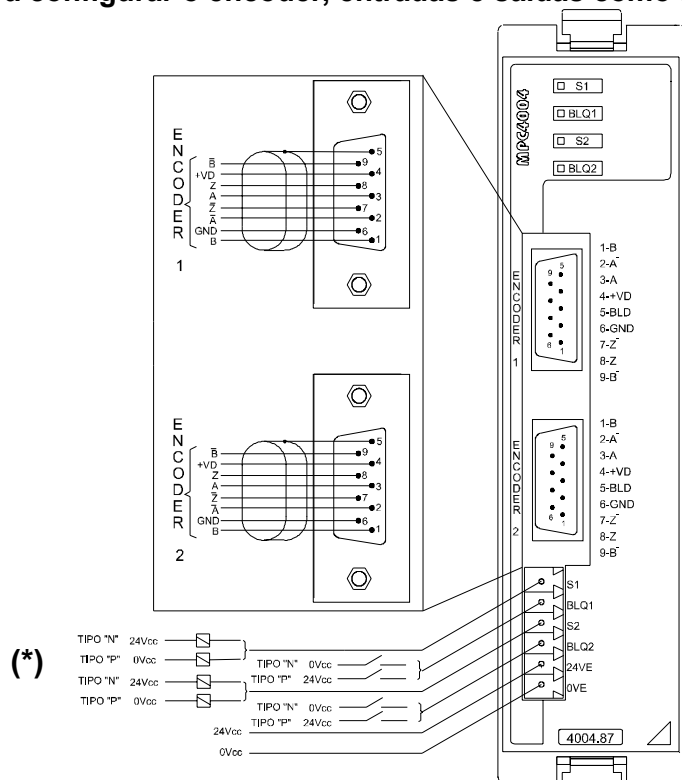 a configurar o encoder, entradas e saídas como
MPC4004
S1
BLQ1
S2
BLQ2
ENCODER 1
B̅
+VD
Z
A
Z̅
A̅
GND
B
5
9
4
8
3
7
2
6
1
ENCODER 2
B̅
+VD
Z
A
Z̅
A̅
GND
B
5
9
4
8
3
7
2
6
1
ENCODER 1
9 5
6 1
1-B
2-A̅
3-A
4-+VD
5-BLD
6-GND
7-Z̅
8-Z
9-B̅
ENCODER 2
9 5
6 1
1-B
2-A̅
3-A
4-+VD
5-BLD
6-GND
7-Z̅
8-Z
9-B̅
S1
BLQ1
S2
BLQ2
24VE
0VE
(*)
TIPO "N" 24Vcc
TIPO "P" 0Vcc
TIPO "N" 24Vcc
TIPO "P" 0Vcc
TIPO "N" 0Vcc
TIPO "P" 24Vcc
TIPO "N" 0Vcc
TIPO "P" 24Vcc
24Vcc
0Vcc
4004.87